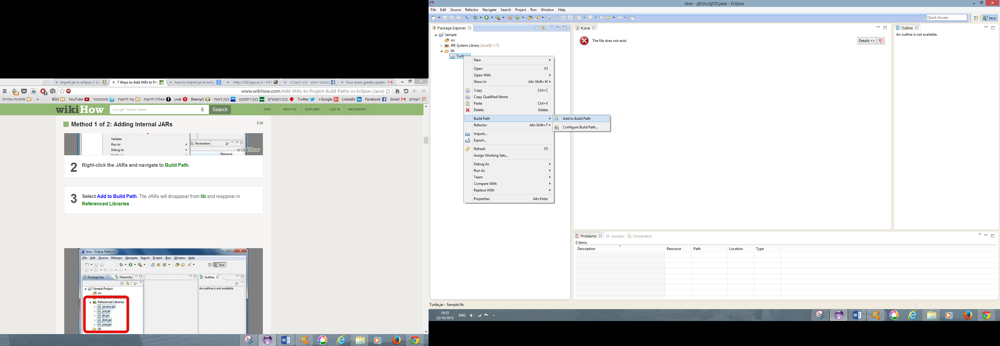 import jar in eclipse // (Ja
7 Ways to Add JARs to Pro
how to import jar to eclip
http://hl2.bgu.ac.il - HL1
משאבי אנוש - קיץ תשע"ג
Your exam grades update
www.wikihow.com/Add-JARs-to-Project-Build-Paths-in-Eclipse-(Java)
סימניות אחרות
«
BGU
YouTube
סאבסנטר
עוד חדשות
וואלה! חדשות
ynet
Beemp3
בנק לאומי
בנק דיסקונט
בנק הפועלים
Twitter
+Google
LinkedIn
Facebook
Gmail
יישומים
wikiHow
Google™ Custom Search
Search
EDIT
HELP US
EXPLORE
LOG IN
MESSAGES
Method 1 of 2: Adding Internal JARs
Edit
Validate
Run As
Debug As
Profile As
Declaration
Resource
wikiHow
2 Right-click the JARs and navigate to Build Path.
3 Select Add to Build Path. The JARs will disappear from lib and reappear in
Referenced Libraries.
Java - Eclipse Platform
File Edit Source Refactor Navigate Search Project Run Window Help
Java
Package Exp
Hierarchy
Outline
An outline is not available.
Sample Project
src
Referenced Libraries
javaws.jar
jce.jar
jfr.jar
jfxrt.jar
jsse.jar
lib
Java - gf/src/gf/tt.java - Eclipse
File Edit Source Refactor Navigate Search Project Run Window Help
Quick Access
Java
Package Explorer
Sample
src
JRE System Library [JavaSE-1.7]
lib
Turtle.jar
New
Open F3
Open With
Show In Alt+Shift+W
Copy Ctrl+C
Copy Qualified Name
Paste Ctrl+V
Delete Delete
Build Path
Refactor Alt+Shift+T
Import...
Export...
Refresh F5
Assign Working Sets...
Debug As
Run As
Team
Compare With
Replace With
Properties Alt+Enter
Add to Build Path
Configure Build Path...
tt.java
The file does not exist.
Details >>
Outline
An outline is not available.
Problems
@ Javadoc
Declaration
0 items
Description Resource Path Location Type
Turtle.jar - Sample/lib
19:53
23/10/2013
ENG